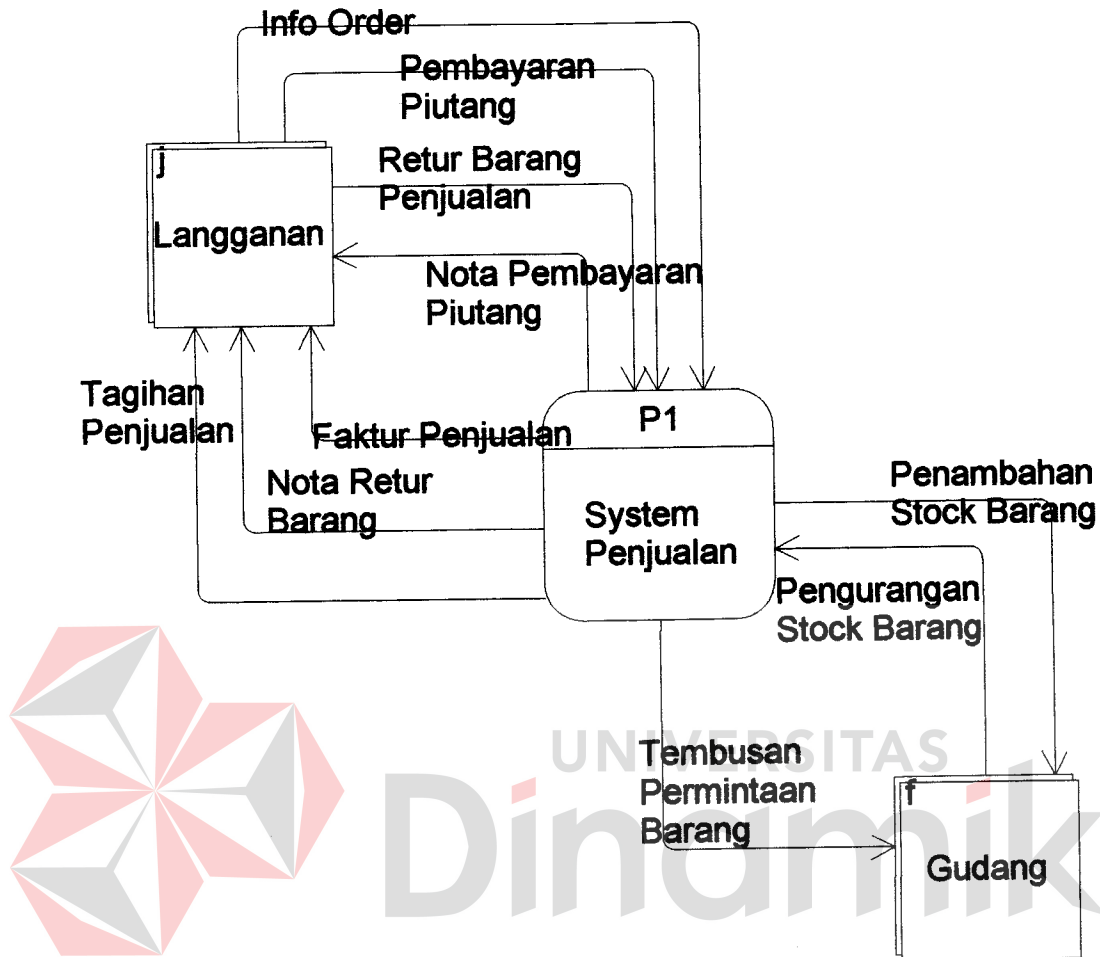 Info Order
Pembayaran
Piutang
j
Langganan
Retur Barang
Penjualan
Nota Pembayaran
Piutang
Tagihan
Penjualan
Faktur Penjualan
Nota Retur
Barang
P1
System
Penjualan
Penambahan
Stock Barang
Pengurangan
Stock Barang
Tembusan
Permintaan
Barang
f
Gudang
UNIVERSITAS
Dinamik